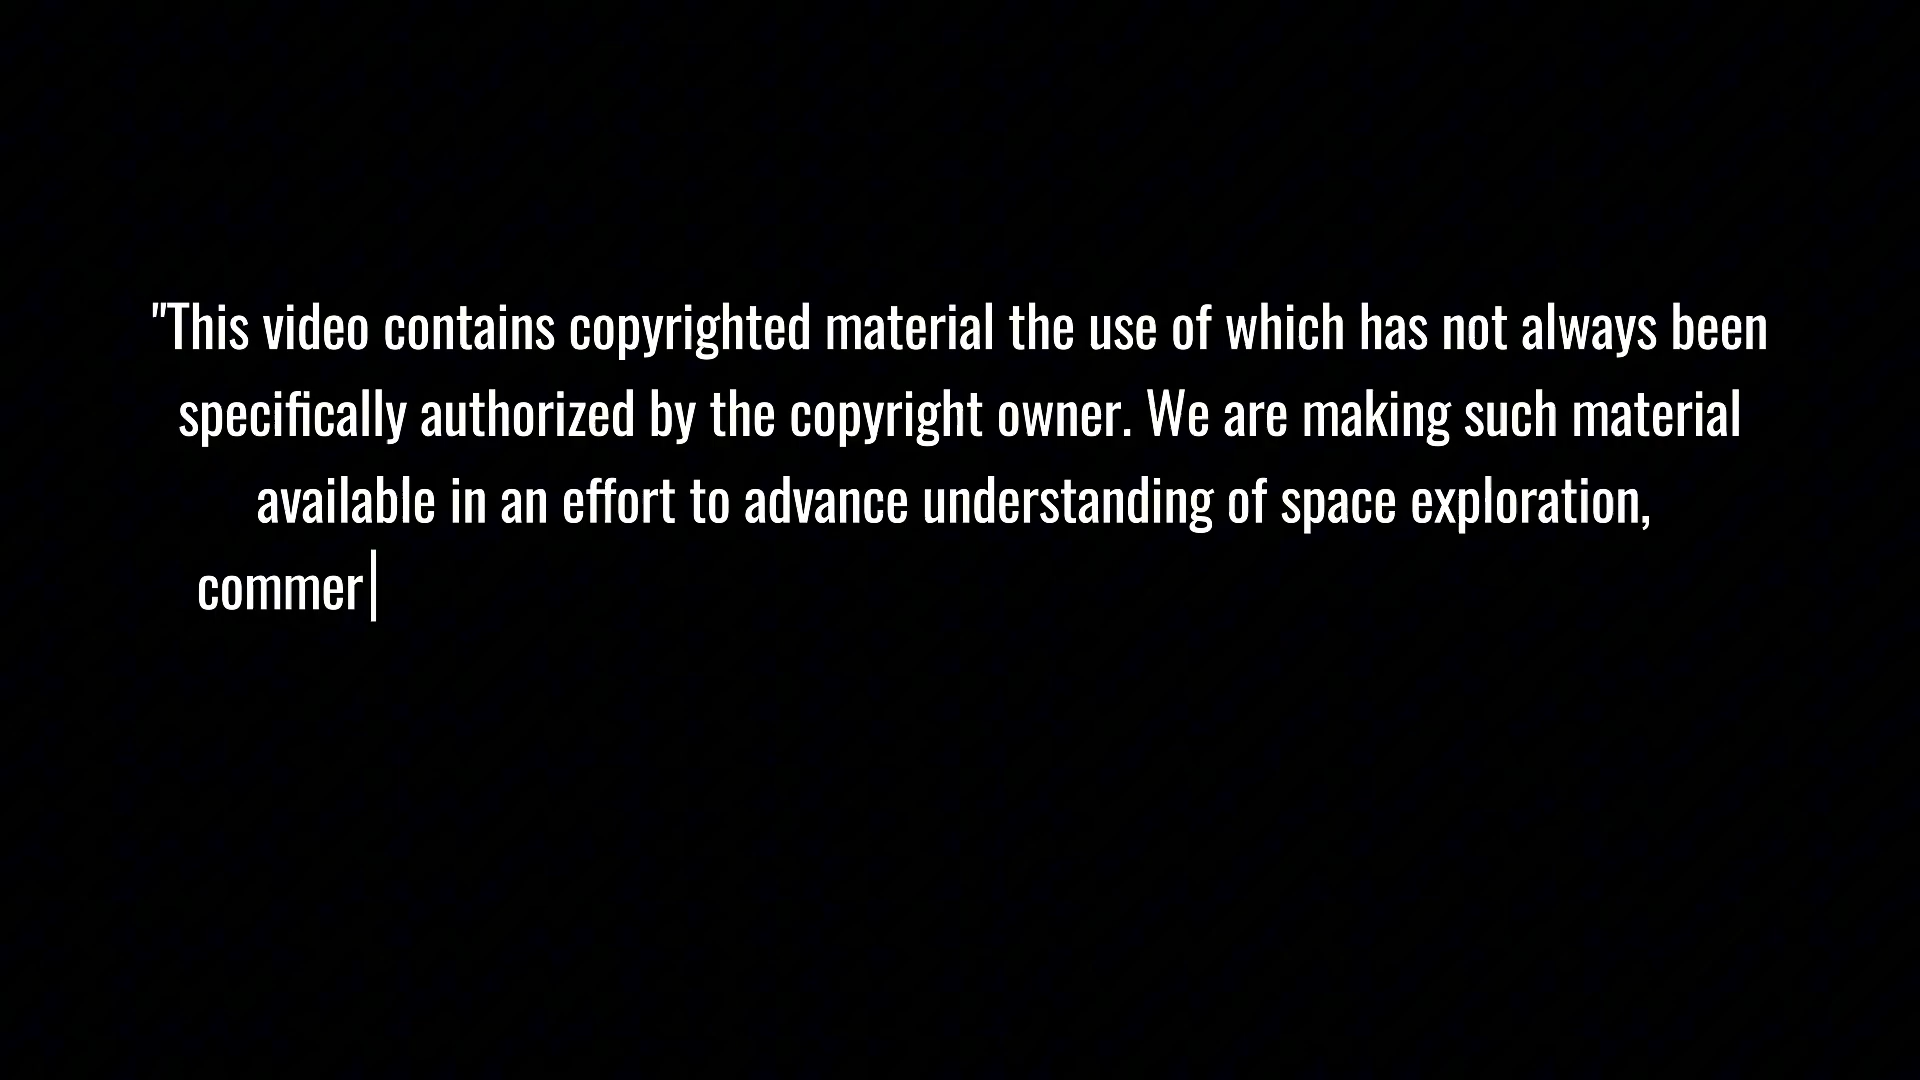 "This video contains copyrighted material the use of which has not always been
specifically authorized by the copyright owner. We are making such material
available in an effort to advance understanding of space exploration,
commer